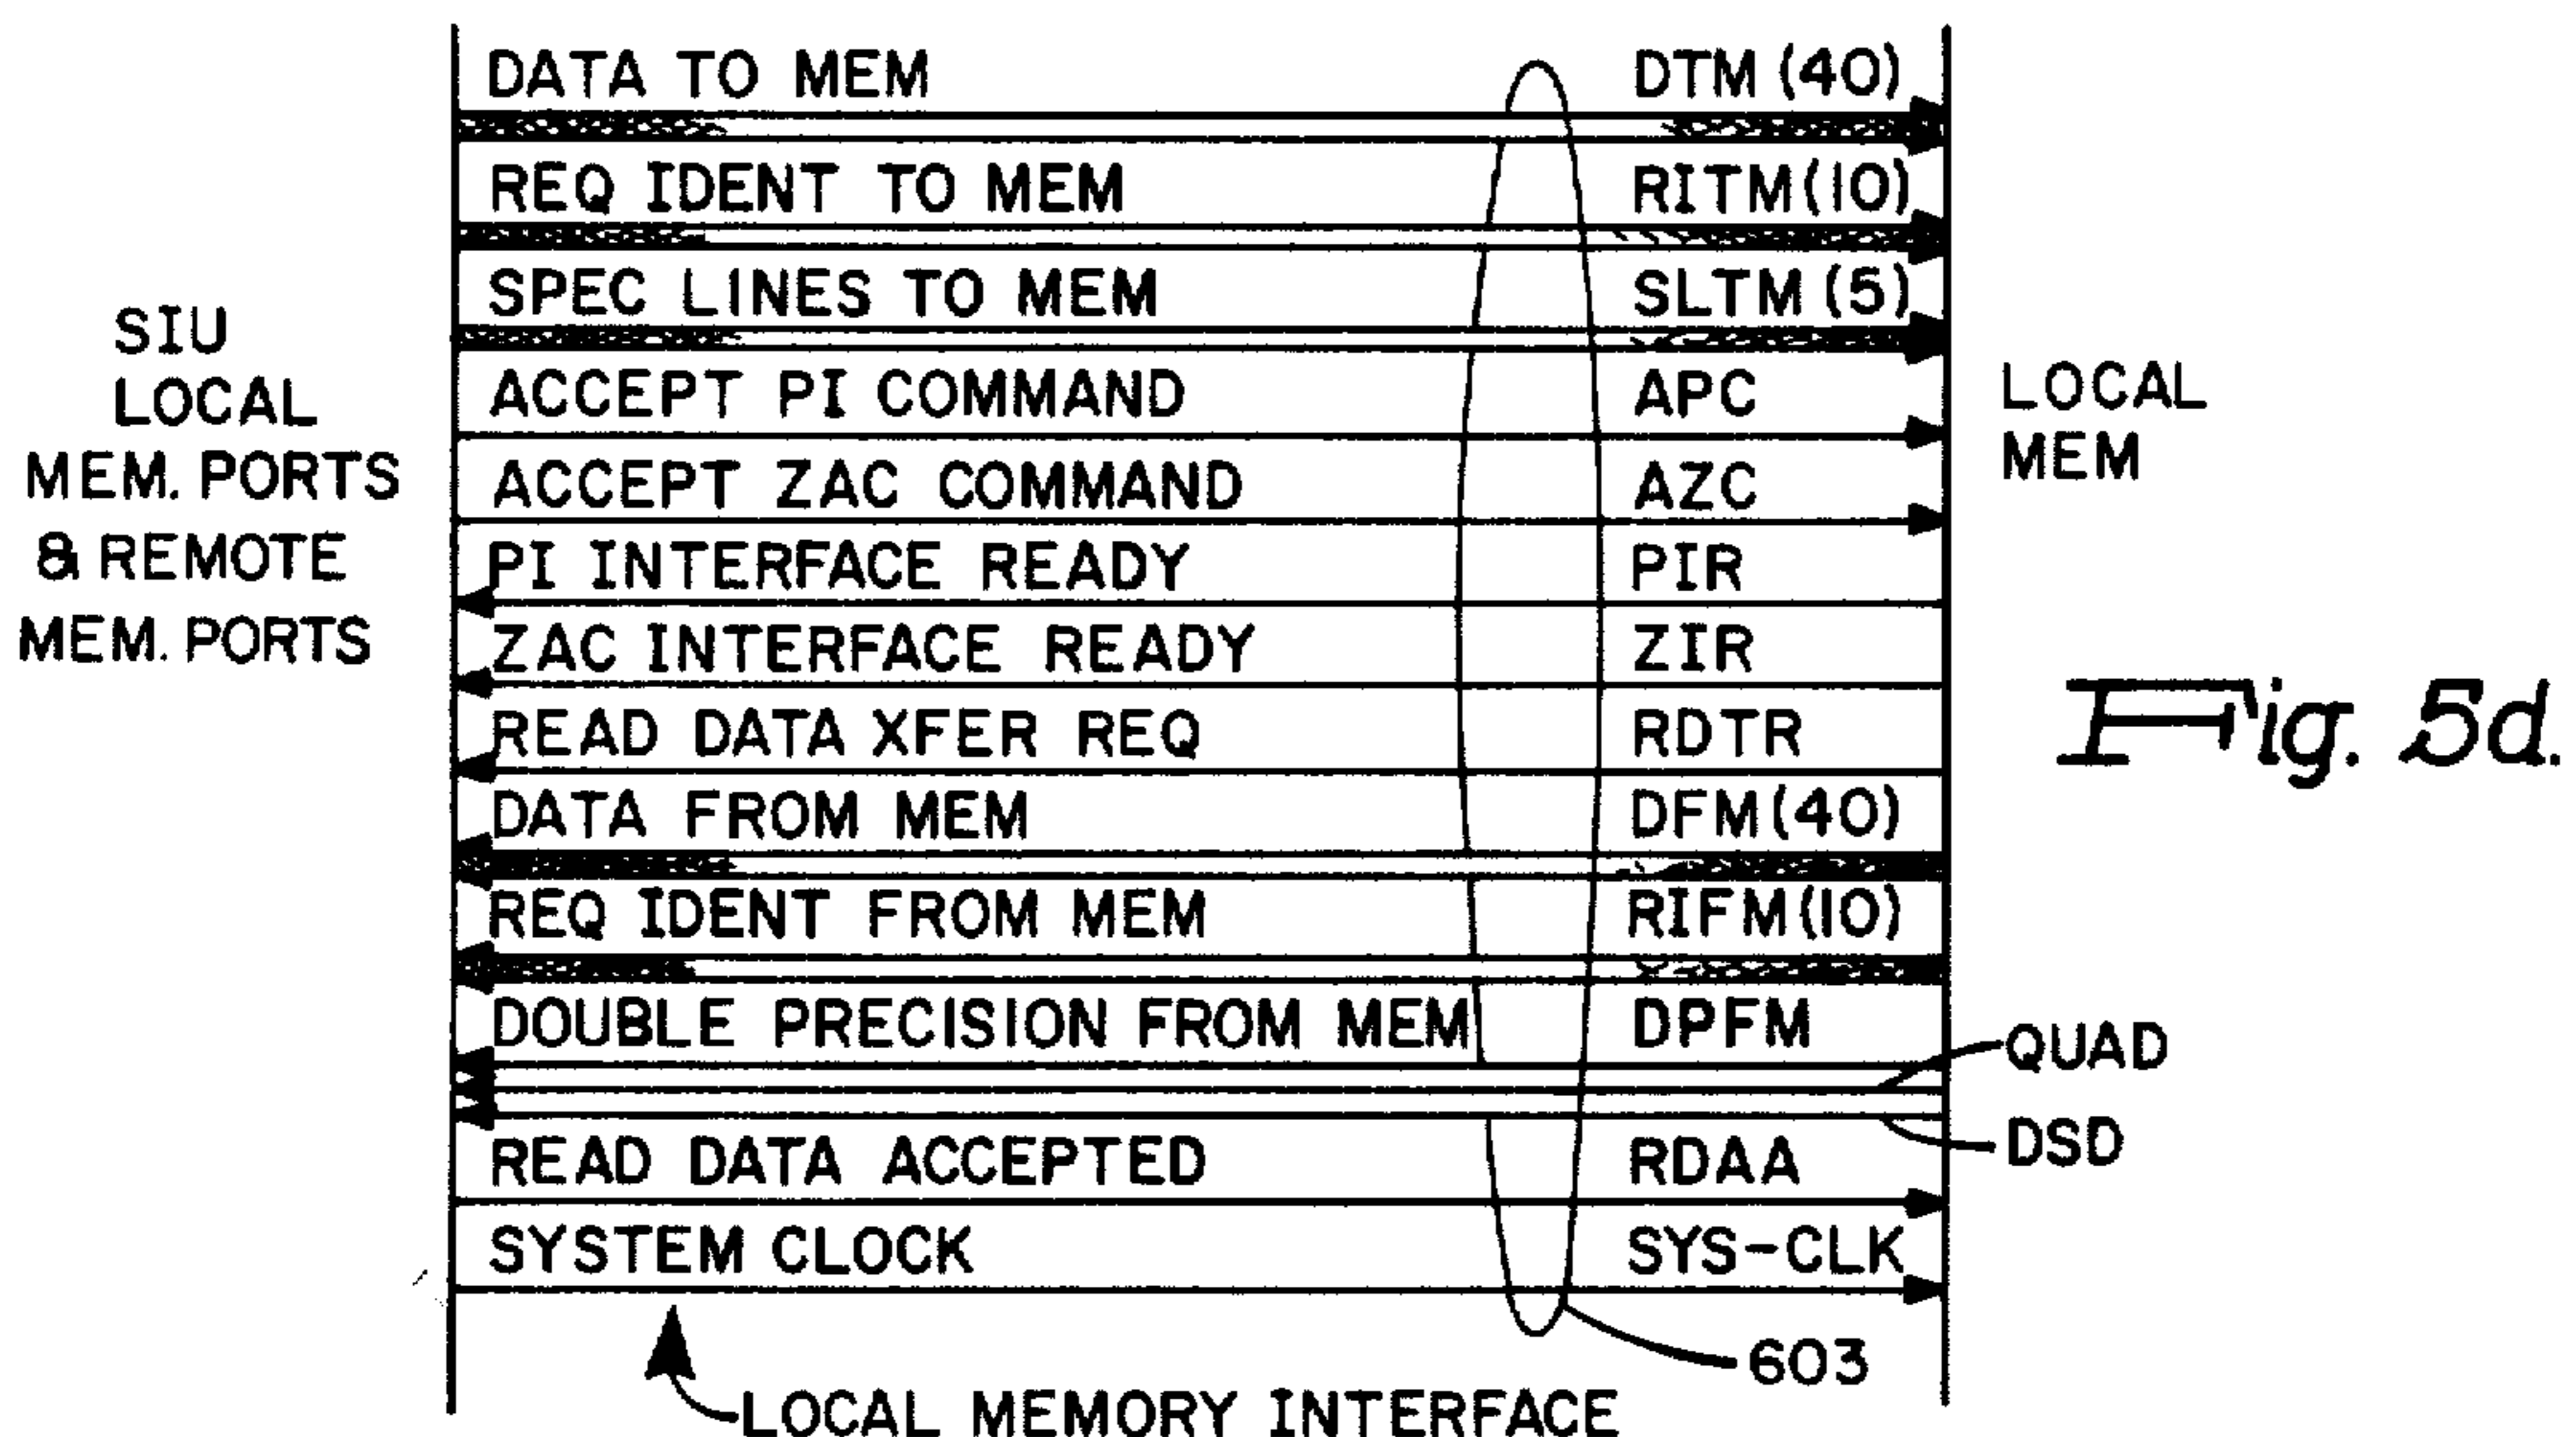 DATA TO MEM DTM (40)
REQ IDENT TO MEM RITM(10)
SPEC LINES TO MEM SLTM (5)
ACCEPT PI COMMAND APC
ACCEPT ZAC COMMAND AZC
PI INTERFACE READY PIR
ZAC INTERFACE READY ZIR
READ DATA XFER REQ RDTR
DATA FROM MEM DFM(40)
REQ IDENT FROM MEM RIFM(10)
DOUBLE PRECISION FROM MEM DPFM
READ DATA ACCEPTED RDAA
SYSTEM CLOCK SYS-CLK
SIU
LOCAL
MEM. PORTS
& REMOTE
MEM. PORTS
LOCAL
MEM
QUAD
DSD
603
LOCAL MEMORY INTERFACE
Fig. 5d.